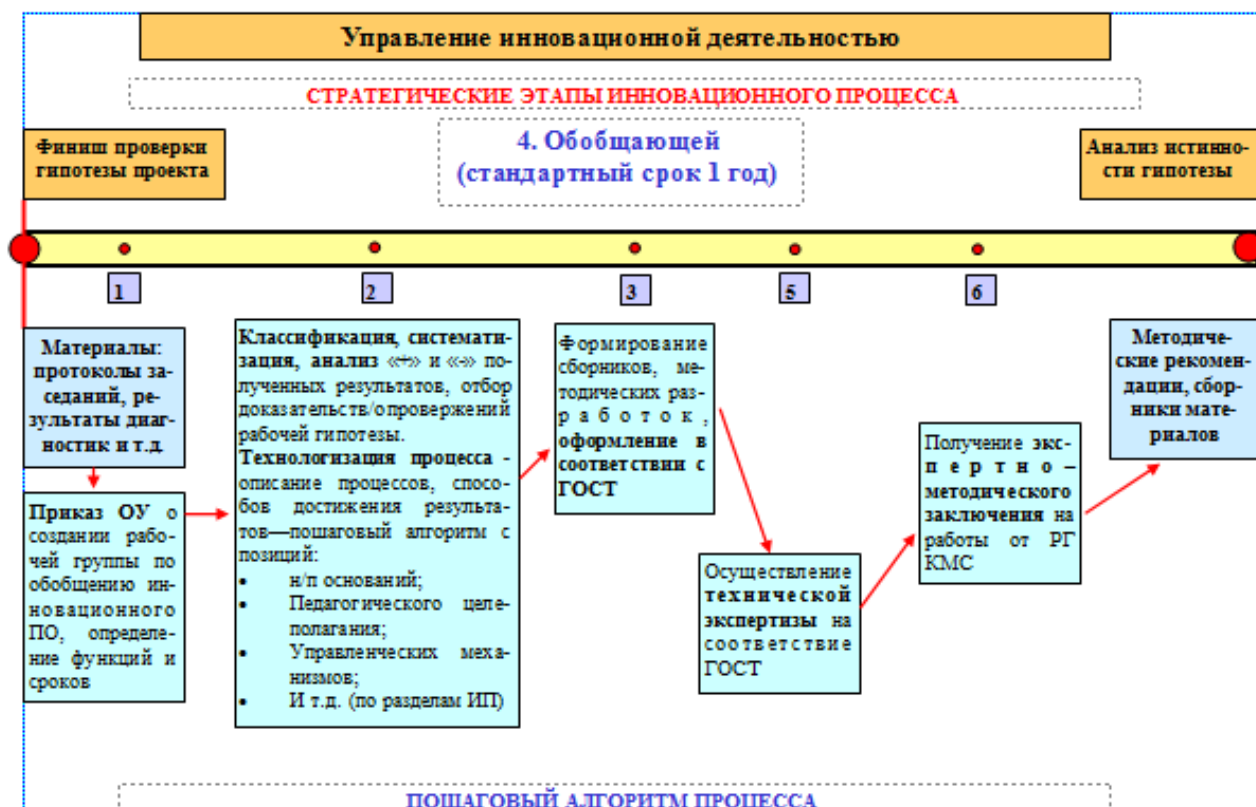 Управление инновационной деятельностью
СТРАТЕГИЧЕСКИЕ ЭТАПЫ ИННОВАЦИОННОГО ПРОЦЕССА
Финиш проверки
гипотезы проекта
4. Обобщающей
(стандартный срок 1 год)
Анализ истинно-
сти гипотезы
1
2
3
5
6
Материалы:
протоколы за-
седаний, ре-
зультаты диаг-
ностик и т.д.
Приказ ОУ о
создании рабо-
чей группы по
обобщению ин-
новационного
ПО, определе-
ние функций и
сроков
Классификация, системати-
зация, анализ «+» и «-» по-
лученных результатов, отбор
доказательств/опровержений
рабочей гипотезы.
Технологизация процесса -
описание процессов, спосо-
бов достижения результа-
тов—пошаговый алгоритм с
позиций:
• н/п оснований;
• Педагогического целе-
полагания;
• Управленческих меха-
низмов;
• И т.д. (по разделам ИП)
Формирование
сборников, ме-
тодических раз-
работок,
оформление в
соответствии с
ГОСТ
Осуществление
технической
экспертизы на
соответствие
ГОСТ
Получение экс-
пертно–
методического
заключения на
работы от РГ
КМС
Методиче-
ские рекомен-
дации, сбор-
ники мате-
риалов
ПОШАГОВЫЙ АЛГОРИТМ ПРОЦЕССА